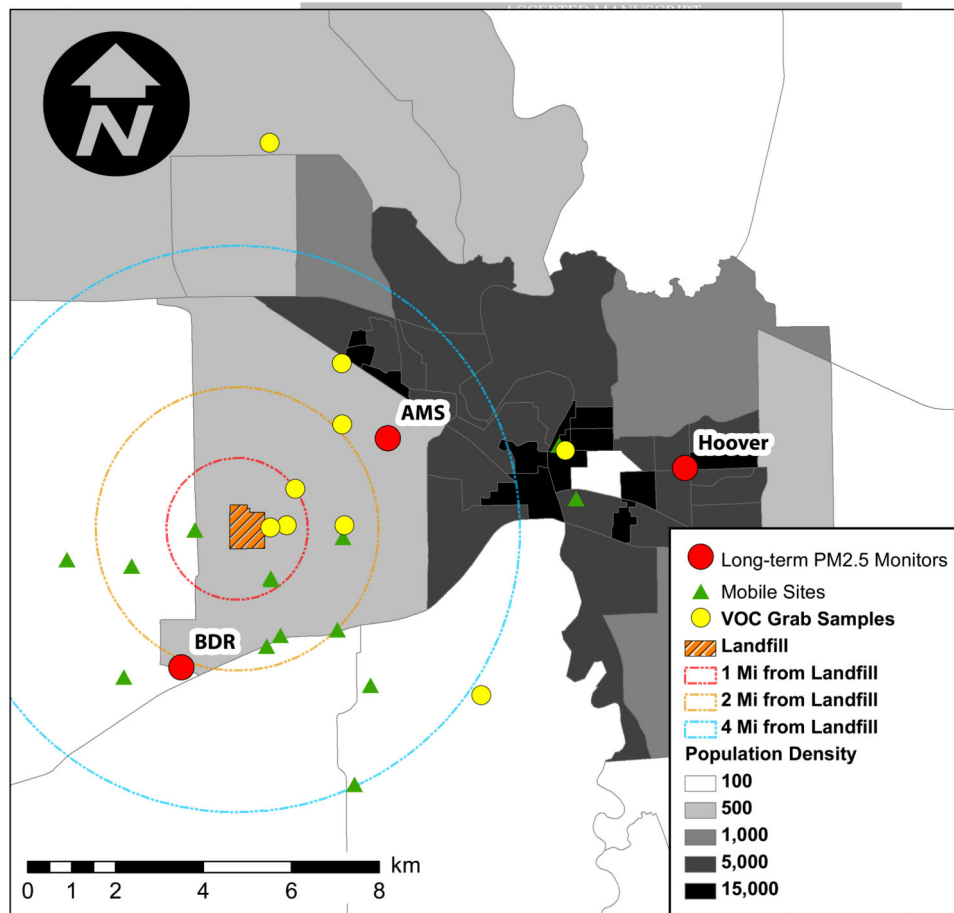 ACCEPTED MANUSCRIPT
N
AMS
Hoover
BDR
Long-term PM2.5 Monitors
Mobile Sites
VOC Grab Samples
Landfill
1 Mi from Landfill
2 Mi from Landfill
4 Mi from Landfill
Population Density
100
500
1,000
5,000
15,000
km
0 1 2 4 6 8